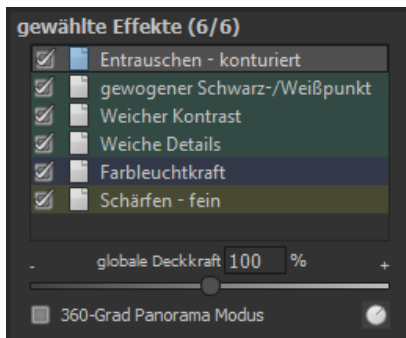 gewählte Effekte (6/6)
Entrauschen - konturiert
gewogener Schwarz-/Weißpunkt
Weicher Kontrast
Weiche Details
Farbleuchtkraft
Schärfen - fein
globale Deckkraft 100 %
- +
360-Grad Panorama Modus